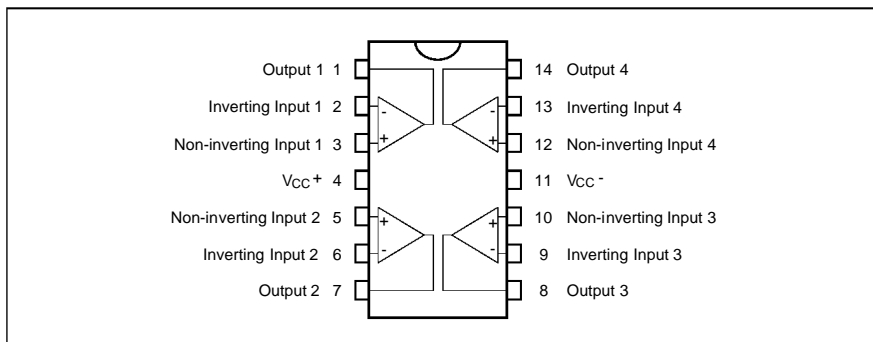 Output 1 1 14 Output 4
Inverting Input 1 2 - - 13 Inverting Input 4
Non-inverting Input 1 3 + + 12 Non-inverting Input 4
VCC + 4 11 VCC -
Non-inverting Input 2 5 + + 10 Non-inverting Input 3
Inverting Input 2 6 - - 9 Inverting Input 3
Output 2 7 8 Output 3